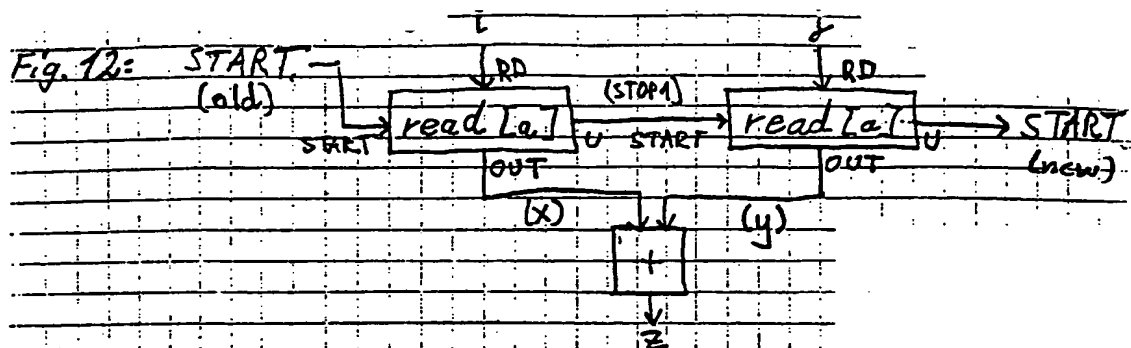 i j
Fig. 12: START (old)
RD RD
(STOP1)
START read [a] U START read [a] U START (new)
OUT OUT
(x) (y)
+
z